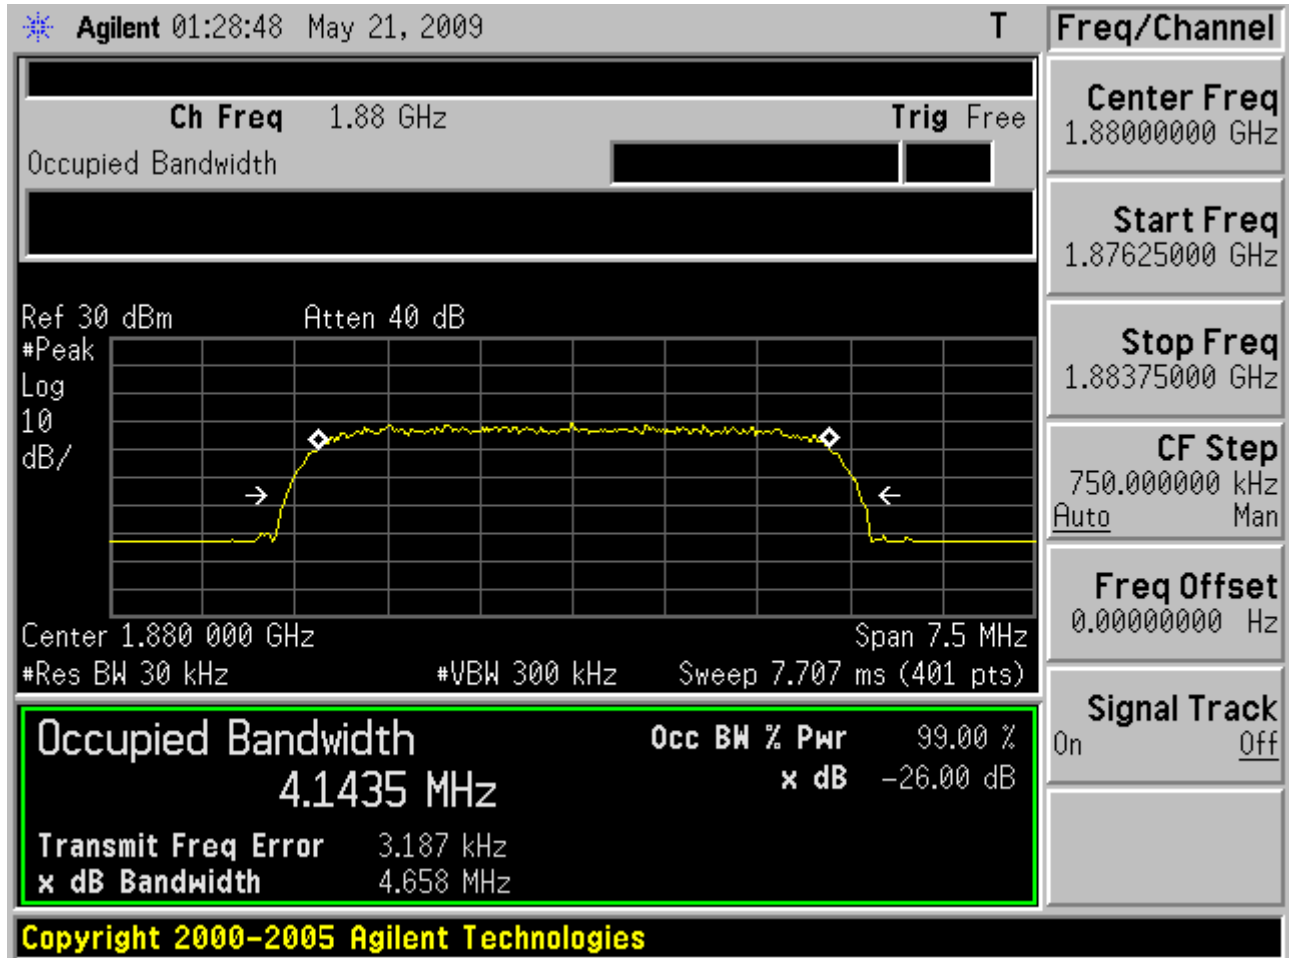 Agilent 01:28:48 May 21, 2009 T
Freq/Channel
Ch Freq 1.88 GHz Trig Free
Occupied Bandwidth
Ref 30 dBm Atten 40 dB
#Peak
Log
10
dB/
Center 1.880 000 GHz Span 7.5 MHz
#Res BW 30 kHz #VBW 300 kHz Sweep 7.707 ms (401 pts)
Occupied Bandwidth Occ BW % Pwr 99.00 %
4.1435 MHz x dB -26.00 dB
Transmit Freq Error 3.187 kHz
x dB Bandwidth 4.658 MHz
Center Freq
1.88000000 GHz
Start Freq
1.87625000 GHz
Stop Freq
1.88375000 GHz
CF Step
750.000000 kHz
Auto Man
Freq Offset
0.00000000 Hz
Signal Track
On Off
Copyright 2000-2005 Agilent Technologies